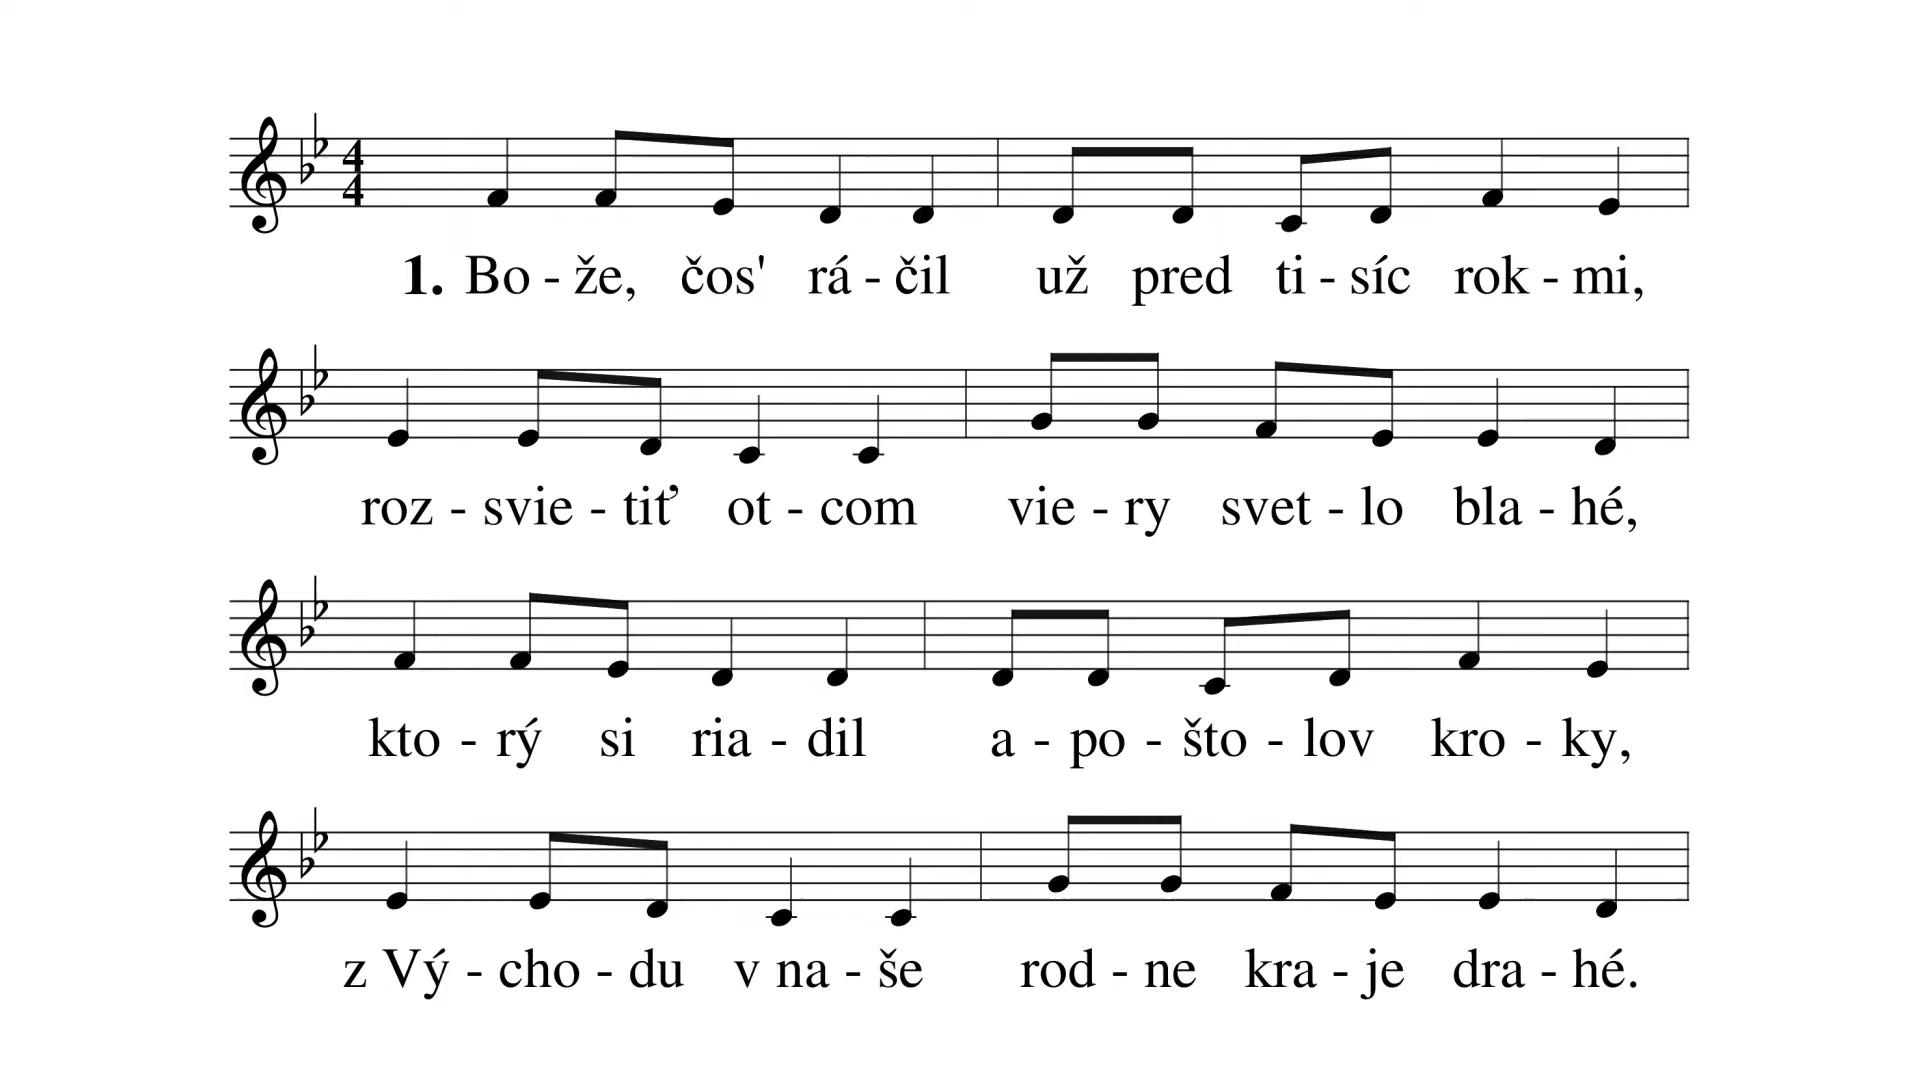 1. Bo - že, čos' rá - čil už pred ti - síc rok - mi,
roz - svie - tiť ot - com vie - ry svet - lo bla - hé,
kto - rý si ria - dil a - po - što - lov kro - ky,
z Vý - cho - du v na - še rod - ne kra - je dra - hé.